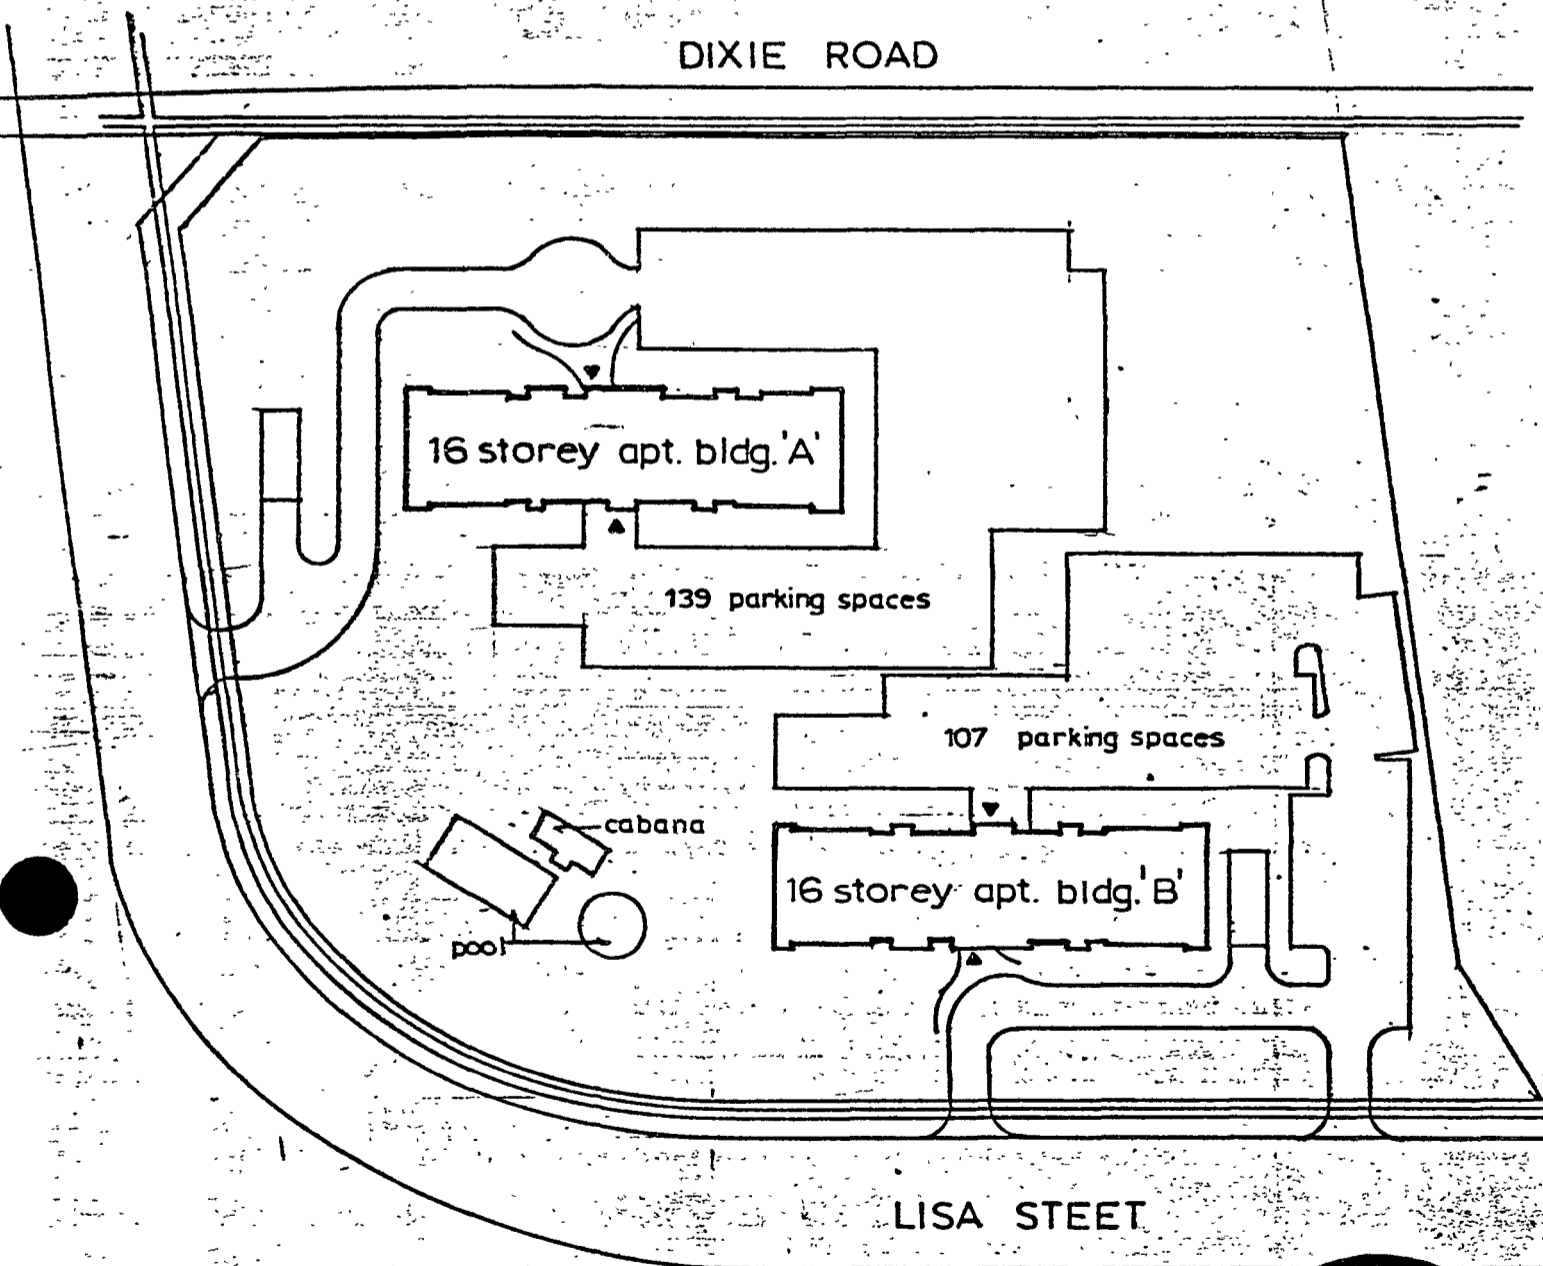 DIXIE ROAD
16 storey apt. bldg. 'A'
139 parking spaces
107 parking spaces
cabana
16 storey apt. bldg. 'B'
pool
LISA STEET